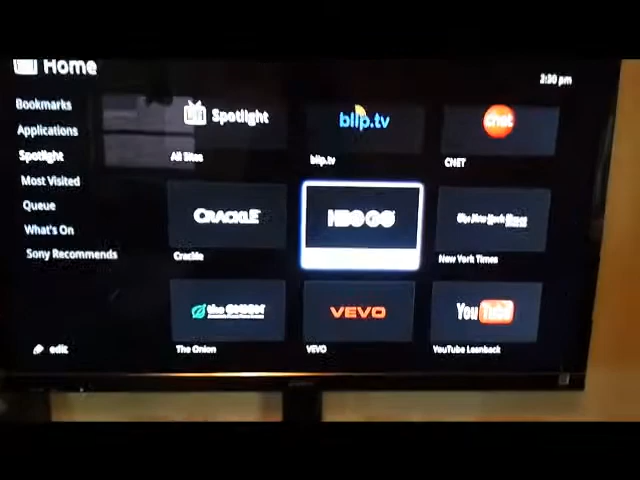 Home
2:30 pm
Bookmarks
Applications
Spotlight
Most Visited
Queue
What's On
Sony Recommends
edit
Spotlight
All Sites
blip.tv
blip.tv
cnet
CNET
CRACKLE
Crackle
HBO GO
The New York Times
New York Times
the ONION
The Onion
VEVO
VEVO
YouTube
YouTube Leanback